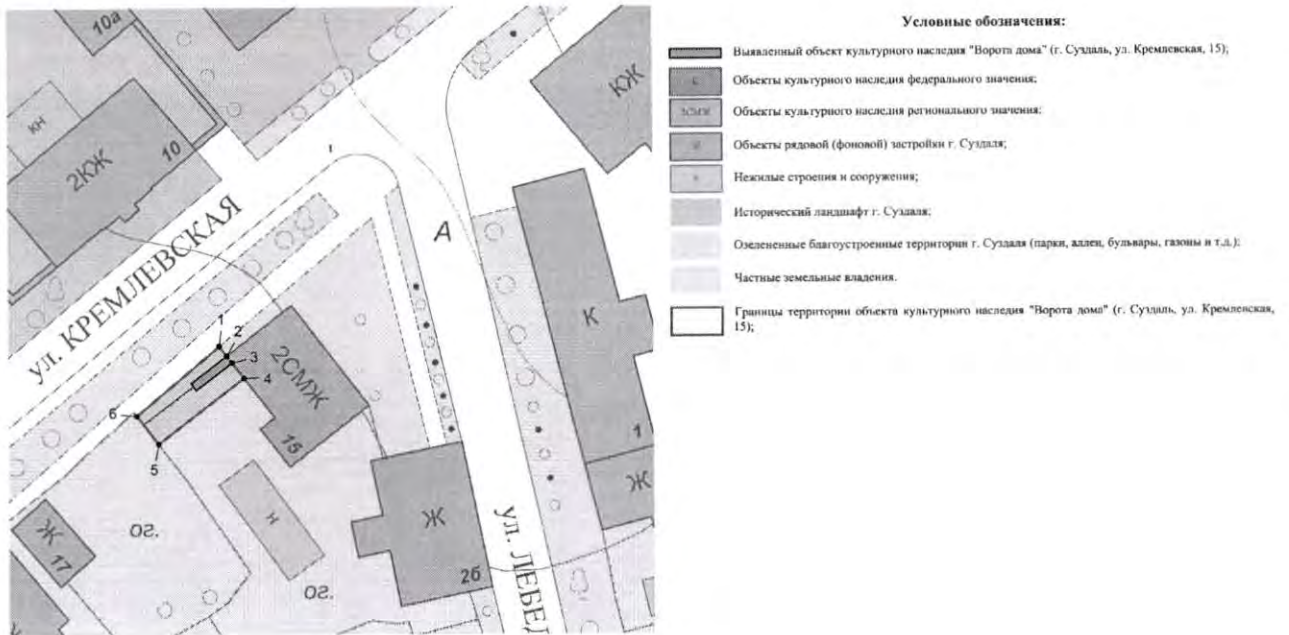 10а
кн
2КЖ
10
КЖ
ул. КРЕМЛЕВСКАЯ
А
К
1
2
3
4
5
6
2СМЖ
15
1
Ж
Ж
17
ог.
н
ог.
Ж
2б
ул. ЛЕБЕД
Условные обозначения:
Выявленный объект культурного наследия "Ворота дома" (г. Суздаль, ул. Кремлевская, 15);
Объекты культурного наследия федерального значения;
Объекты культурного наследия регионального значения;
Объекты рядовой (фоновой) застройки г. Суздаля;
Нежилые строения и сооружения;
Исторический ландшафт г. Суздаля;
Озелененные благоустроенные территории г. Суздаля (парки, аллеи, бульвары, газоны и т.д.);
Частные земельные владения.
Границы территории объекта культурного наследия "Ворота дома" (г. Суздаль, ул. Кремлевская,
15);